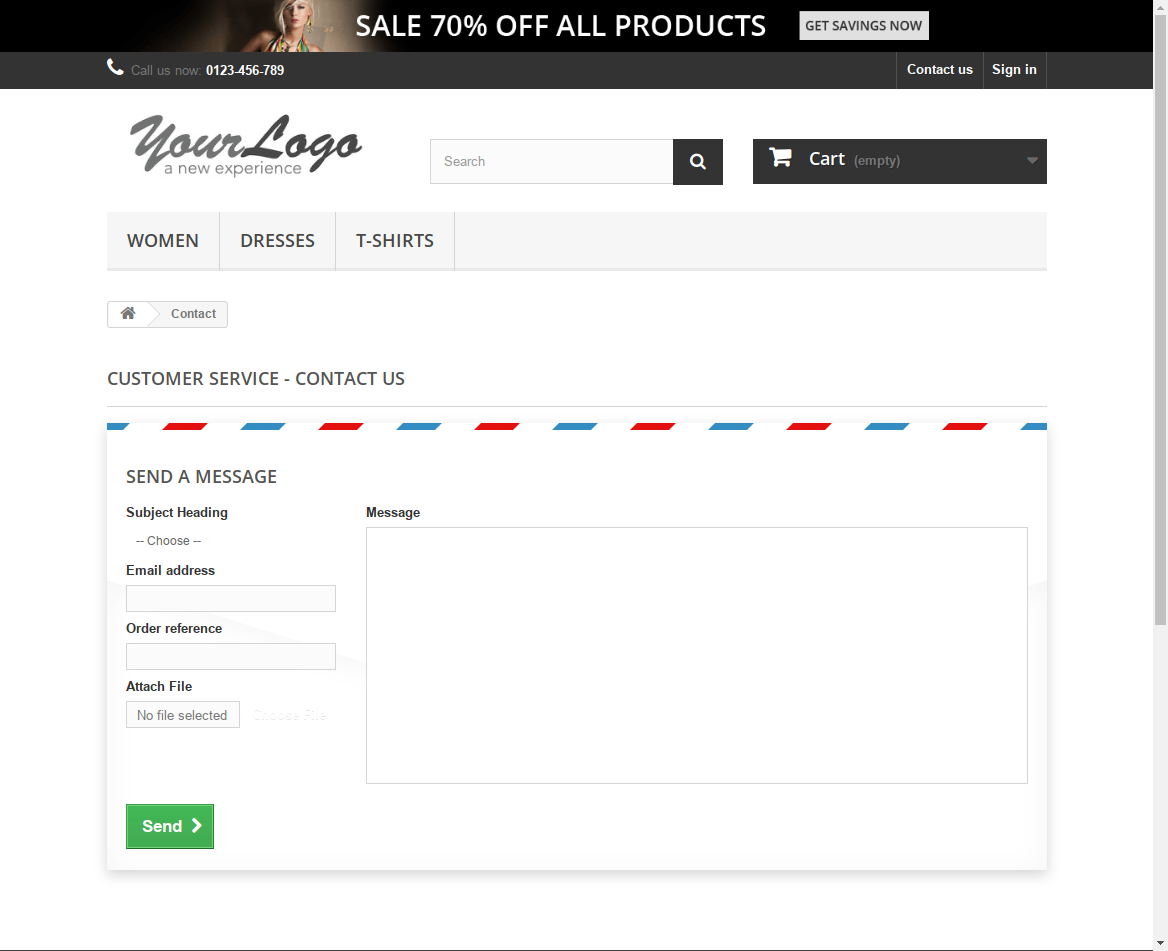 SALE 70% OFF ALL PRODUCTS GET SAVINGS NOW
Call us now: 0123-456-789 Contact us Sign in
YourLogo
a new experience
Search
Cart (empty)
WOMEN DRESSES T-SHIRTS
Contact
CUSTOMER SERVICE - CONTACT US
SEND A MESSAGE
Subject Heading
-- Choose --
Email address
Order reference
Attach File
No file selected Choose File
Message
Send